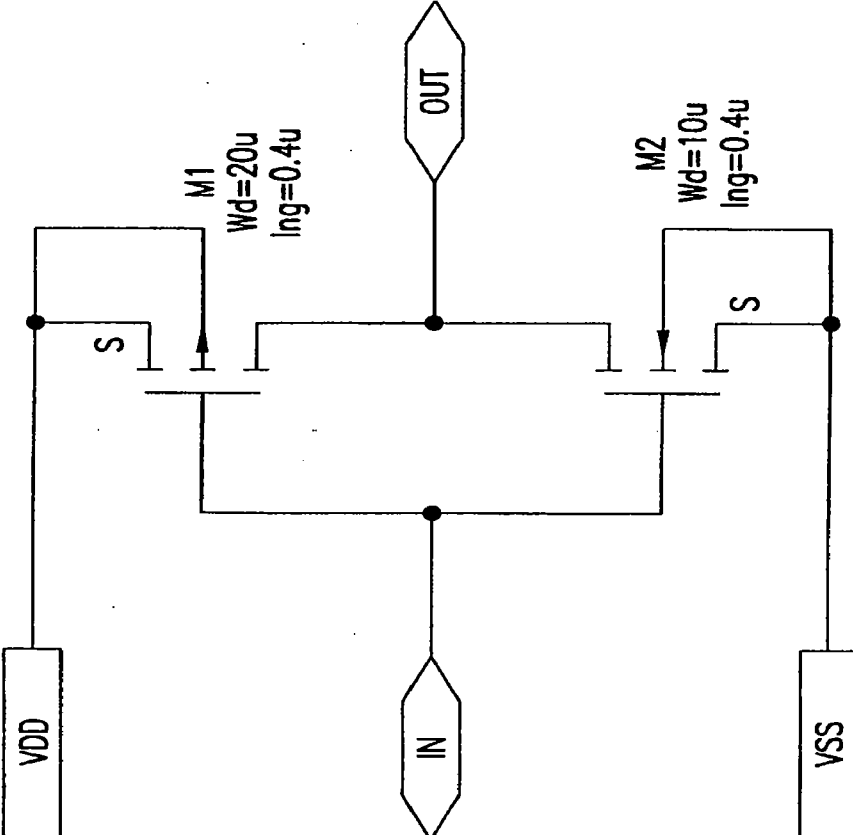 VDD
S
M1
Wd=20u
lng=0.4u
IN
OUT
M2
Wd=10u
lng=0.4u
S
VSS